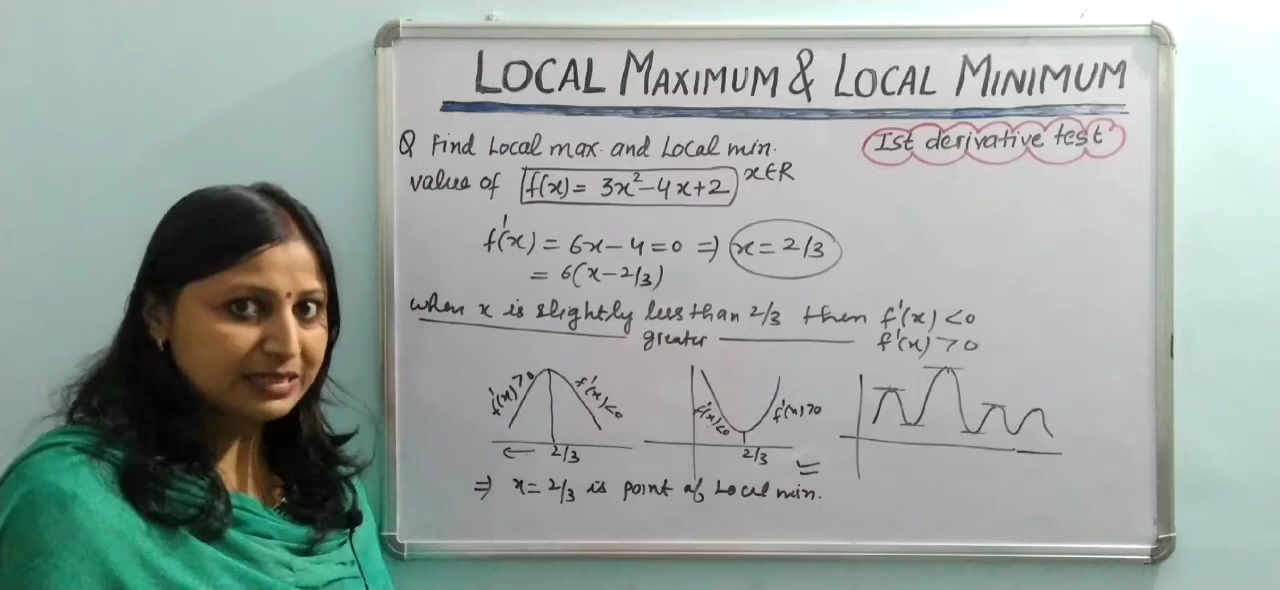 LOCAL MAXIMUM & LOCAL MINIMUM
Ist derivative test
Q Find Local max. and Local min.
value of f(x) = 3x²-4x+2 x∈R
f'(x) = 6x-4=0 ⇒ x=2/3
= 6(x-2/3)
when x is slightly less than 2/3 then f'(x) <0
greater f'(x) >0
f'(x)>0 f'(x)<0 f'(x)<0 f'(x)>0
← 2/3 2/3
⇒ x=2/3 is point of Local min.